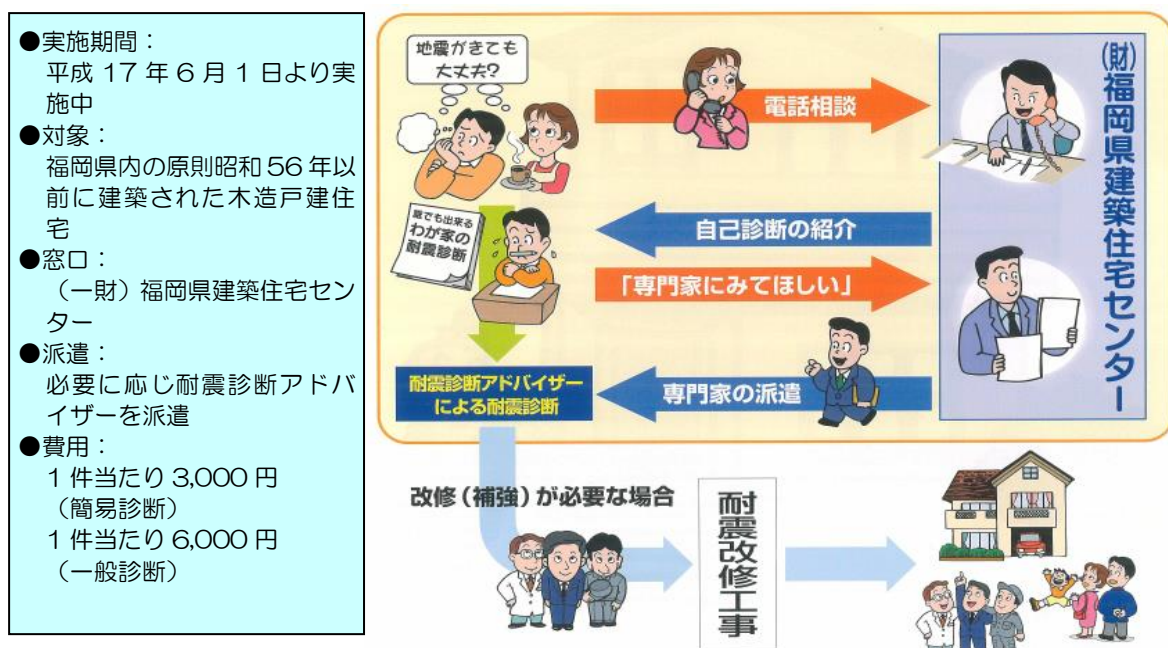 ●実施期間:
平成 17 年 6 月 1 日より実
施中
●対象:
福岡県内の原則昭和 56 年以
前に建築された木造戸建住
宅
●窓口:
(一財)福岡県建築住宅セン
ター
●派遣:
必要に応じ耐震診断アドバ
イザーを派遣
●費用:
1 件当たり 3,000 円
(簡易診断)
1 件当たり 6,000 円
(一般診断)
地震がきても
大丈夫?
電話相談
(財)福岡県建築住宅センター
誰でも出来る
わが家の
耐震診断
自己診断の紹介
「専門家にみてほしい」
耐震診断アドバイザー
による耐震診断
専門家の派遣
改修(補強)が必要な場合
耐震改修工事